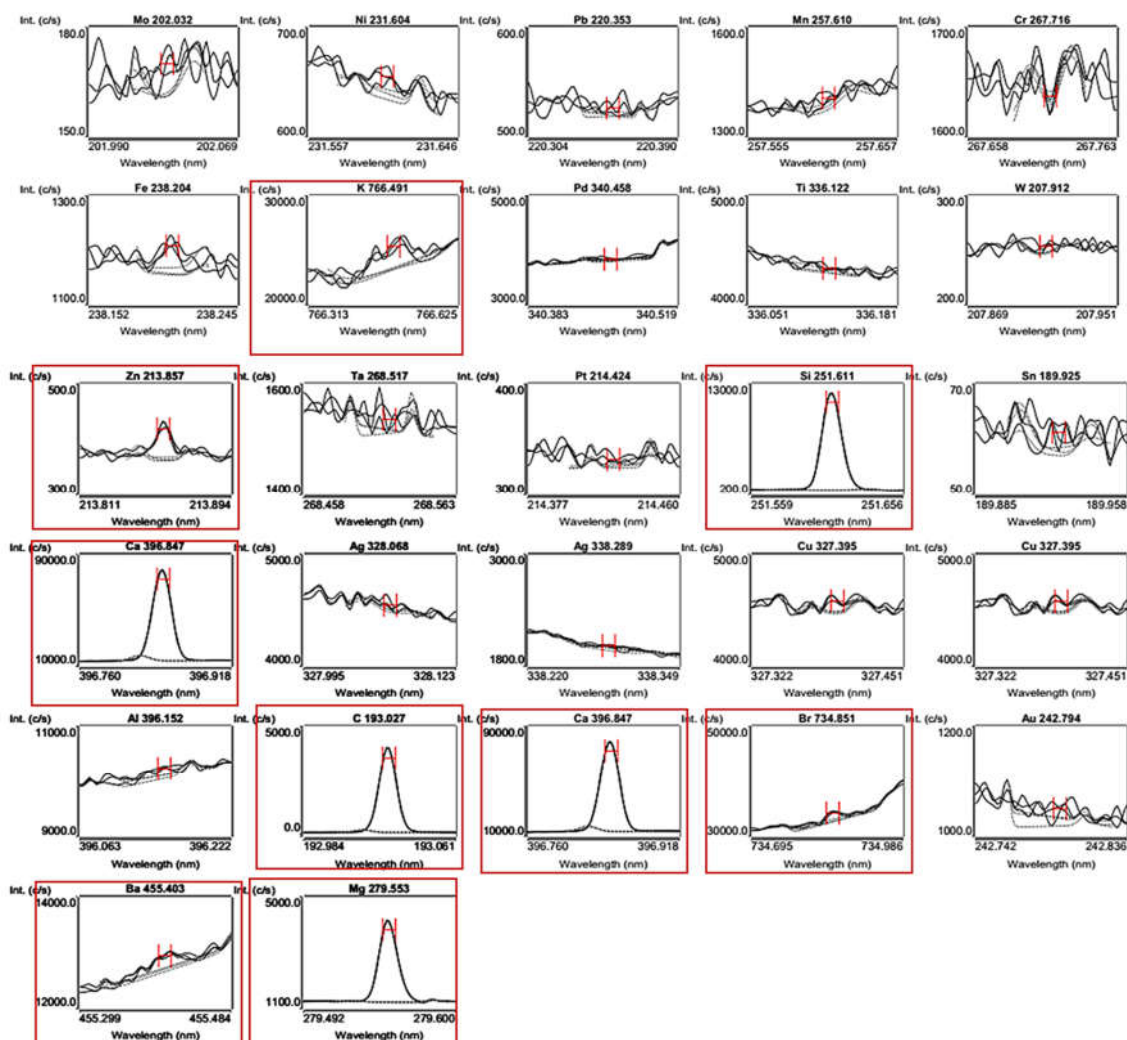 Int. (c/s) Mo 202.032 Int. (c/s) Ni 231.604 Int. (c/s) Pb 220.353 Int. (c/s) Mn 257.610 Int. (c/s) Cr 267.716
180.0 700.0 600.0 1600.0 1700.0
150.0 600.0 500.0 1300.0 1600.0
201.990 202.069 231.557 231.646 220.304 220.390 257.555 257.657 267.658 267.763
Wavelength (nm) Wavelength (nm) Wavelength (nm) Wavelength (nm) Wavelength (nm)
Int. (c/s) Fe 238.204 Int. (c/s) K 766.491 Int. (c/s) Pd 340.458 Int. (c/s) Ti 336.122 Int. (c/s) W 207.912
1300.0 30000.0 5000.0 5000.0 300.0
1100.0 20000.0 3000.0 4000.0 200.0
238.152 238.245 766.313 766.625 340.383 340.519 336.051 336.181 207.869 207.951
Wavelength (nm) Wavelength (nm) Wavelength (nm) Wavelength (nm) Wavelength (nm)
Int. (c/s) Zn 213.857 Int. (c/s) Ta 268.517 Int. (c/s) Pt 214.424 Int. (c/s) Si 251.611 Int. (c/s) Sn 189.925
500.0 1600.0 400.0 13000.0 70.0
300.0 1400.0 300.0 200.0 50.0
213.811 213.894 268.458 268.563 214.377 214.460 251.559 251.656 189.885 189.958
Wavelength (nm) Wavelength (nm) Wavelength (nm) Wavelength (nm) Wavelength (nm)
Int. (c/s) Ca 396.847 Int. (c/s) Ag 328.068 Int. (c/s) Ag 338.289 Int. (c/s) Cu 327.395 Int. (c/s) Cu 327.395
90000.0 5000.0 3000.0 5000.0 5000.0
10000.0 4000.0 1800.0 4000.0 4000.0
396.760 396.918 327.995 328.123 338.220 338.349 327.322 327.451 327.322 327.451
Wavelength (nm) Wavelength (nm) Wavelength (nm) Wavelength (nm) Wavelength (nm)
Int. (c/s) Al 396.152 Int. (c/s) C 193.027 Int. (c/s) Ca 396.847 Int. (c/s) Br 734.851 Int. (c/s) Au 242.794
11000.0 5000.0 90000.0 50000.0 1200.0
9000.0 0.0 10000.0 30000.0 1000.0
396.063 396.222 192.984 193.061 396.760 396.918 734.695 734.986 242.742 242.836
Wavelength (nm) Wavelength (nm) Wavelength (nm) Wavelength (nm) Wavelength (nm)
Int. (c/s) Ba 455.403 Int. (c/s) Mg 279.553
14000.0 5000.0
12000.0 1100.0
455.299 455.484 279.492 279.600
Wavelength (nm) Wavelength (nm)